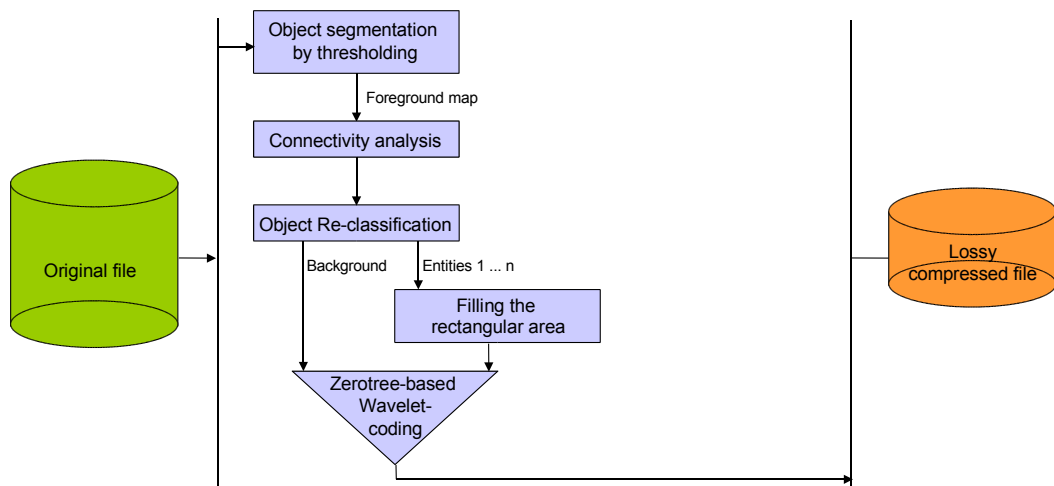 Object segmentation
by thresholding
Foreground map
Connectivity analysis
Object Re-classification
Background
Entities 1 ... n
Filling the
rectangular area
Zerotree-based
Wavelet-
coding
Original file
Lossy
compressed file